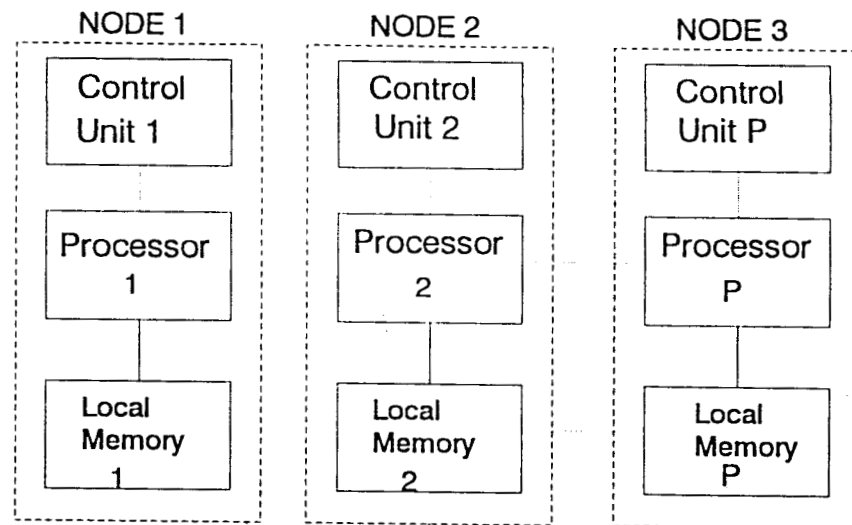 NODE 1
NODE 2
NODE 3
Control
Unit 1
Control
Unit 2
Control
Unit P
Processor
1
Processor
2
Processor
P
Local
Memory
1
Local
Memory
2
Local
Memory
P